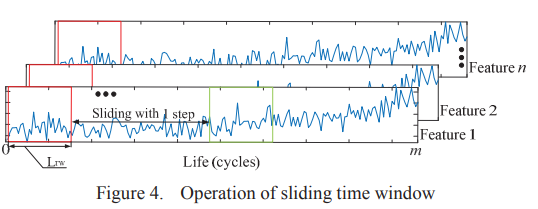 Feature n
•••
Sliding with 1 step
Feature 2
Feature 1
0
m
LTW
Life (cycles)
Figure 4. Operation of sliding time window